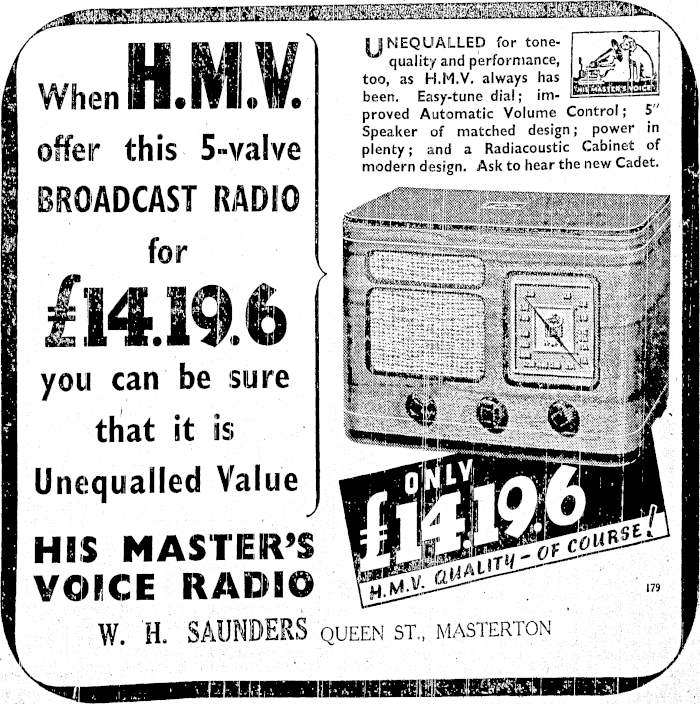 When H.M.V.
offer this 5-valve
BROADCAST RADIO
for
£14.19.6
you can be sure
that it is
Unequalled Value
HIS MASTER'S
VOICE RADIO
UNEQUALLED for tone-
quality and performance,
too, as H.M.V. always has
been. Easy-tune dial; im-
proved Automatic Volume Control; 5″
Speaker of matched design; power in
plenty; and a Radiacoustic Cabinet of
modern design. Ask to hear the new Cadet.
"HIS MASTER'S VOICE"
ONLY
£14.19.6
H.M.V. QUALITY – OF COURSE!
179
W. H. SAUNDERS QUEEN ST., MASTERTON